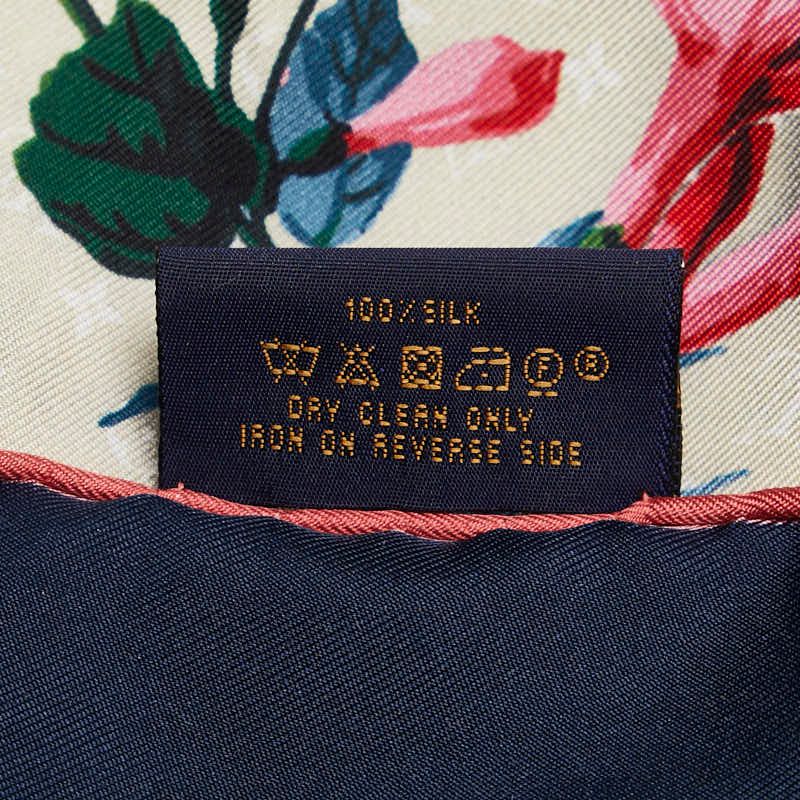 100% SILK
F R
DRY CLEAN ONLY
IRON ON REVERSE SIDE